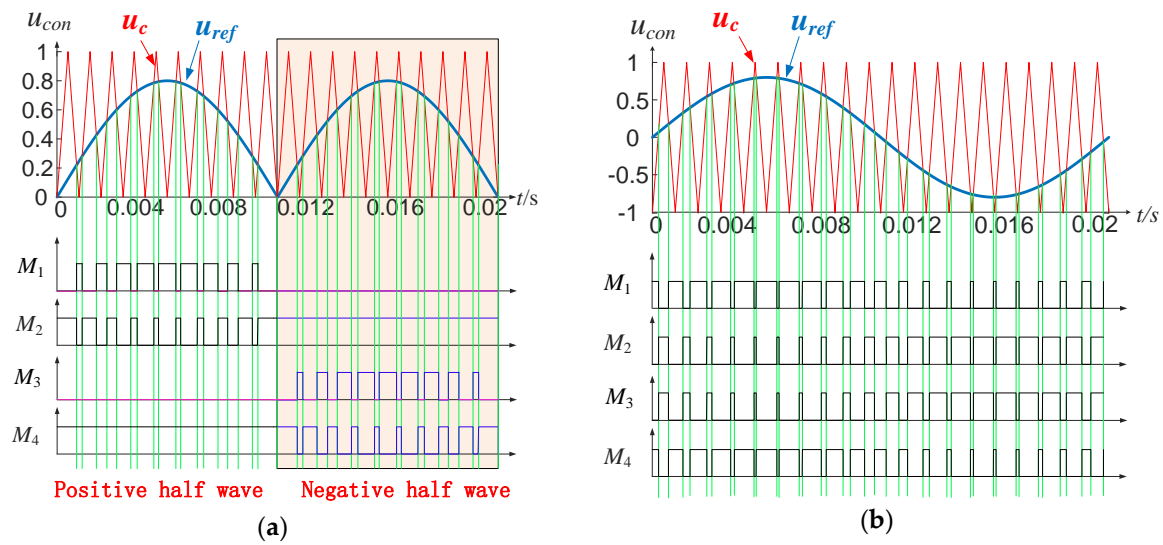 u_con u_c u_ref
1
0.8
0.6
0.4
0.2
0
0 0.004 0.008 0.012 0.016 0.02 t/s
M1
M2
M3
M4
Positive half wave Negative half wave
(a)
u_con u_c u_ref
1
0.5
0
-0.5
-1
0 0.004 0.008 0.012 0.016 0.02 t/s
M1
M2
M3
M4
(b)